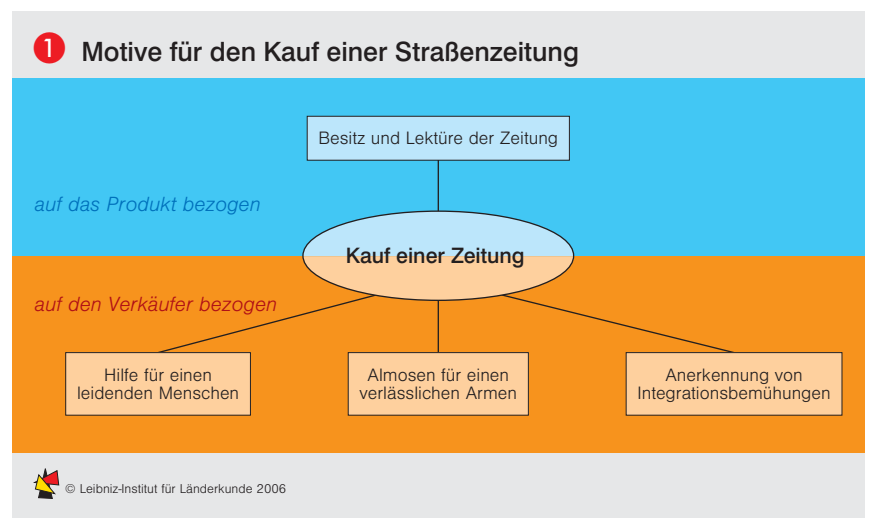 1 Motive für den Kauf einer Straßenzeitung
Besitz und Lektüre der Zeitung
auf das Produkt bezogen
Kauf einer Zeitung
auf den Verkäufer bezogen
Hilfe für einen
leidenden Menschen
Almosen für einen
verlässlichen Armen
Anerkennung von
Integrationsbemühungen
© Leibniz-Institut für Länderkunde 2006